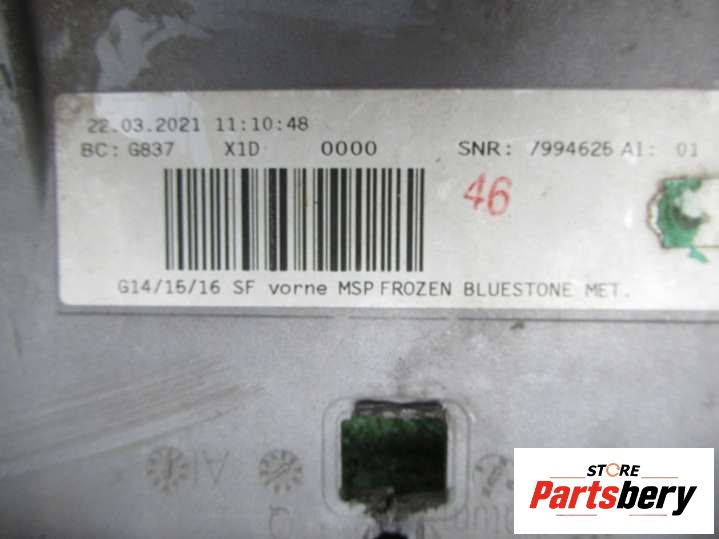 22.03.2021 11:10:48
BC: G837 X1D 0000 SNR: 7994626 AI: 01
46
G14/15/16 SF vorne MSP FROZEN BLUESTONE MET.
STORE
Partsbery